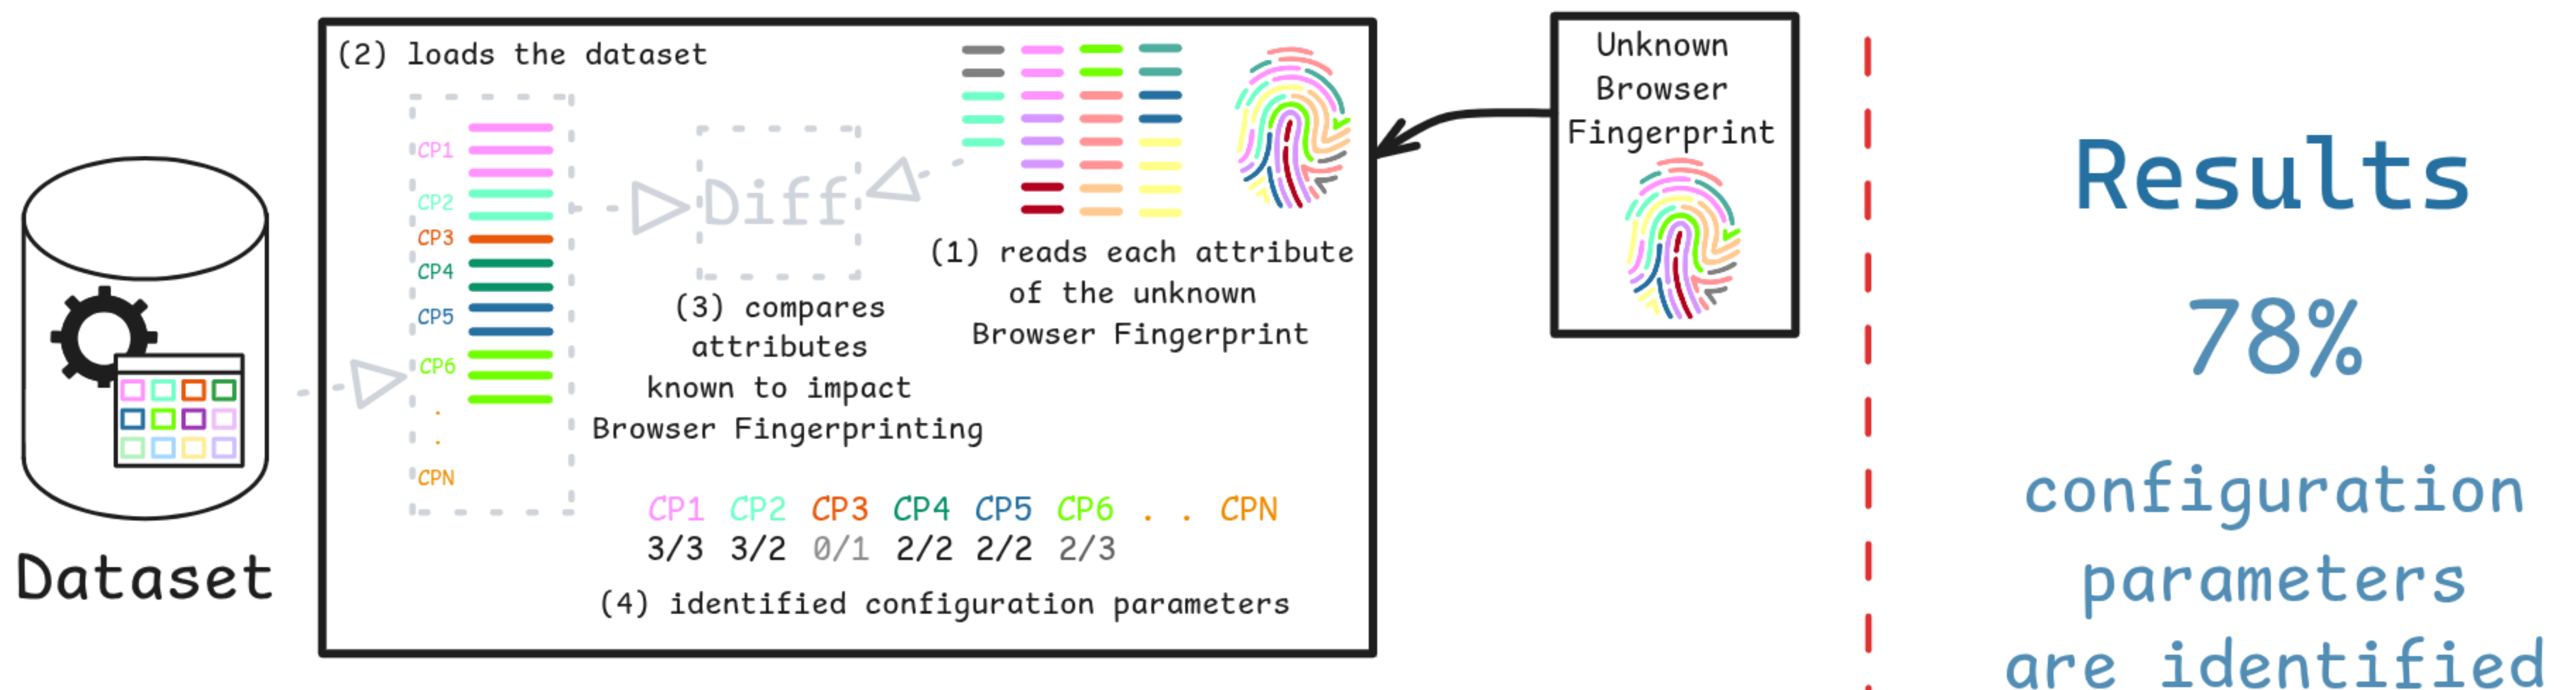 (2) loads the dataset
CP1
CP2
CP3
CP4
CP5
CP6
.
.
CPN
Diff
(1) reads each attribute
of the unknown
Browser Fingerprint
(3) compares
attributes
known to impact
Browser Fingerprinting
CP1 CP2 CP3 CP4 CP5 CP6 . . CPN
3/3 3/2 0/1 2/2 2/2 2/3
(4) identified configuration parameters
Dataset
Unknown
Browser
Fingerprint
Results
78%
configuration
parameters
are identified